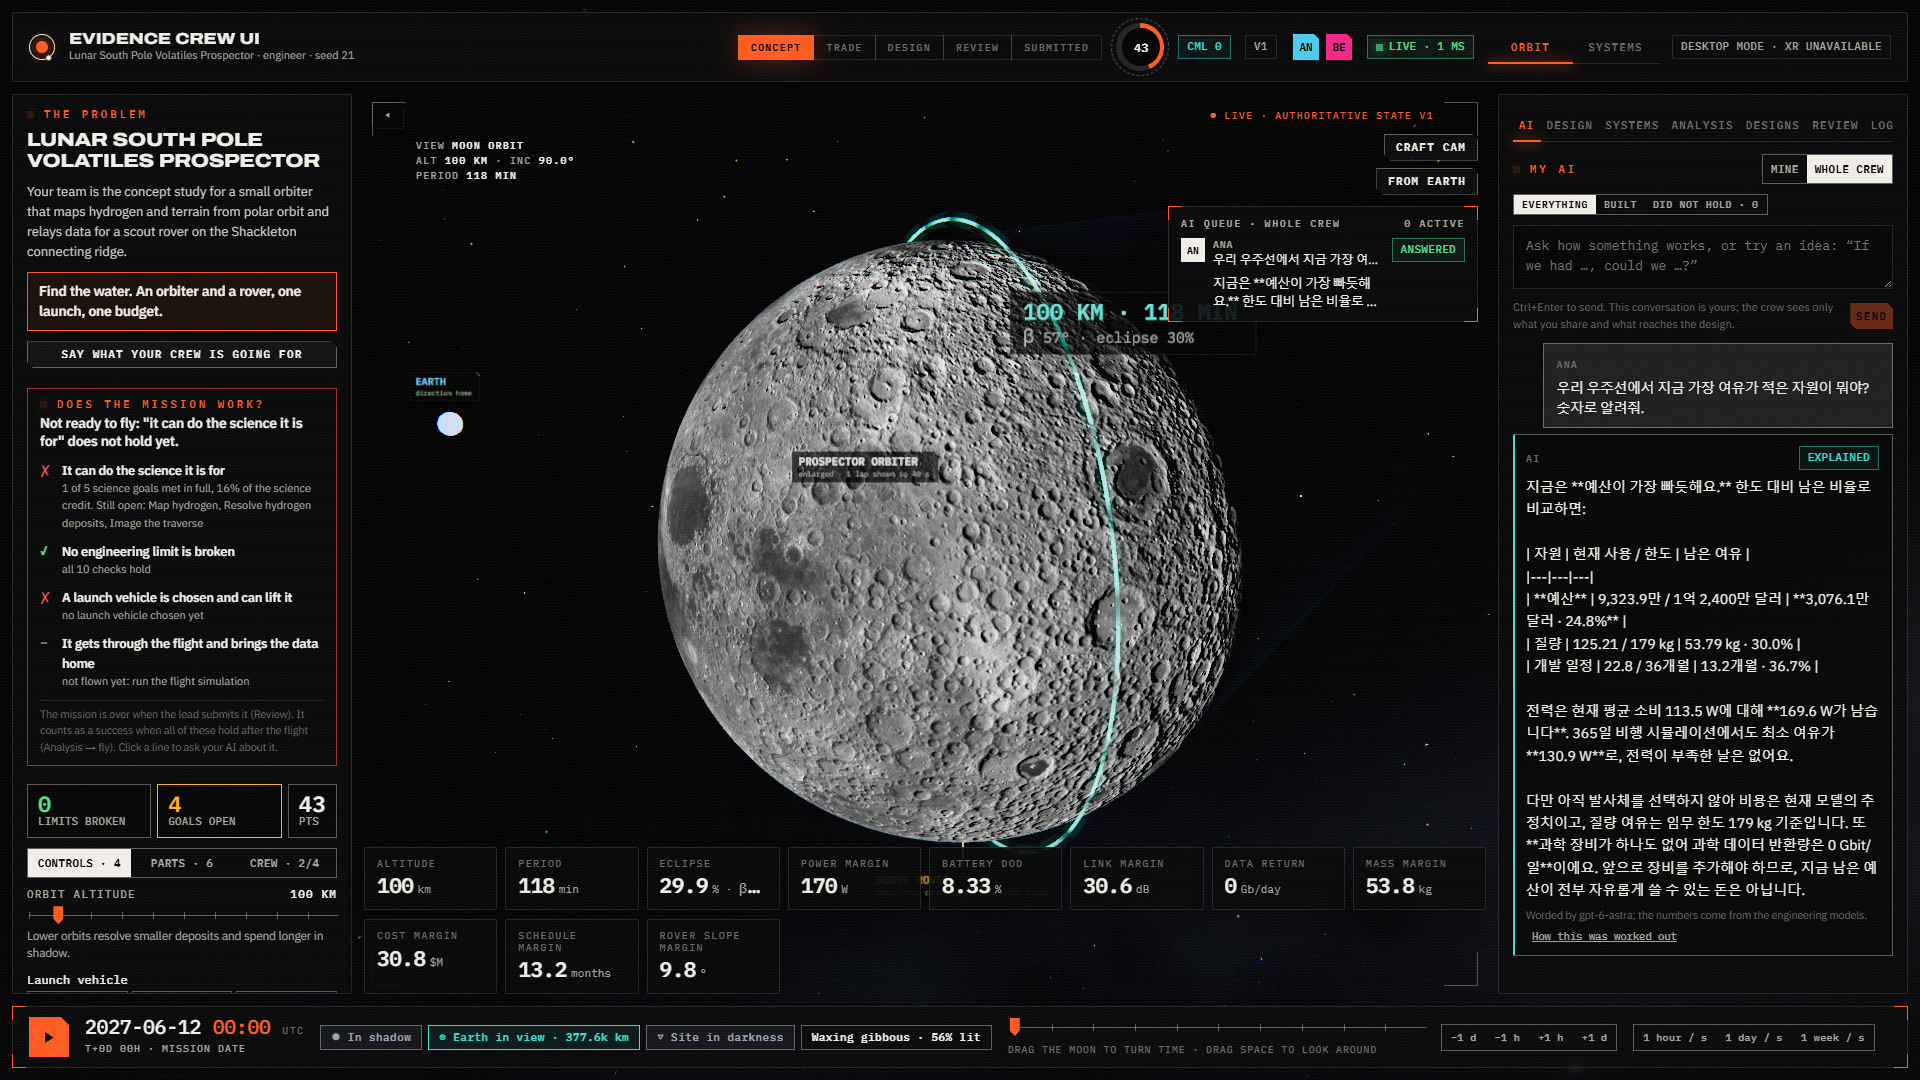 EVIDENCE CREW UI
Lunar South Pole Volatiles Prospector · engineer · seed 21
CONCEPT TRADE DESIGN REVIEW SUBMITTED
43
CML 0
V1
AN BE
LIVE · 1 MS
ORBIT SYSTEMS
DESKTOP MODE · XR UNAVAILABLE
THE PROBLEM
LUNAR SOUTH POLE
VOLATILES PROSPECTOR
Your team is the concept study for a small orbiter
that maps hydrogen and terrain from polar orbit and
relays data for a scout rover on the Shackleton
connecting ridge.
Find the water. An orbiter and a rover, one
launch, one budget.
SAY WHAT YOUR CREW IS GOING FOR
DOES THE MISSION WORK?
Not ready to fly: "it can do the science it is
for" does not hold yet.
✗ It can do the science it is for
1 of 5 science goals met in full, 16% of the science
credit. Still open: Map hydrogen, Resolve hydrogen
deposits, Image the traverse
✓ No engineering limit is broken
all 10 checks hold
✗ A launch vehicle is chosen and can lift it
no launch vehicle chosen yet
– It gets through the flight and brings the data
home
not flown yet: run the flight simulation
The mission is over when the lead submits it (Review). It
counts as a success when all of these hold after the flight
(Analysis → fly). Click a line to ask your AI about it.
0 LIMITS BROKEN
4 GOALS OPEN
43 PTS
CONTROLS · 4 PARTS · 6 CREW · 2/4
ORBIT ALTITUDE 100 KM
Lower orbits resolve smaller deposits and spend longer in
shadow.
Launch vehicle
VIEW MOON ORBIT
ALT 100 KM · INC 90.0°
PERIOD 118 MIN
LIVE · AUTHORITATIVE STATE V1
CRAFT CAM
FROM EARTH
AI QUEUE · WHOLE CREW 0 ACTIVE
AN ANA ANSWERED
우리 우주선에서 지금 가장 여...
지금은 **예산이 가장 빠듯해
요.** 한도 대비 남은 비율로 ...
100 KM · 118 MIN
β 57° · eclipse 30%
EARTH
direction home
PROSPECTOR ORBITER
enlarged · 1 lap shown in 40 s
ALTITUDE
100 km
PERIOD
118 min
ECLIPSE
29.9 % · β...
POWER MARGIN
170 W
BATTERY DOD
8.33 %
LINK MARGIN
30.6 dB
DATA RETURN
0 Gb/day
MASS MARGIN
53.8 kg
COST MARGIN
30.8 $M
SCHEDULE MARGIN
13.2 months
ROVER SLOPE MARGIN
9.8 °
AI DESIGN SYSTEMS ANALYSIS DESIGNS REVIEW LOG
MY AI
MINE WHOLE CREW
EVERYTHING BUILT DID NOT HOLD · 0
Ask how something works, or try an idea: “If
we had …, could we …?”
Ctrl+Enter to send. This conversation is yours; the crew sees only
what you share and what reaches the design.
SEND
ANA
우리 우주선에서 지금 가장 여유가 적은 자원이 뭐야?
숫자로 알려줘.
AI EXPLAINED
지금은 **예산이 가장 빠듯해요.** 한도 대비 남은 비율로
비교하면:
| 자원 | 현재 사용 / 한도 | 남은 여유 |
|---|---|---|
| **예산** | 9,323.9만 / 1억 2,400만 달러 | **3,076.1만
달러 · 24.8%** |
| 질량 | 125.21 / 179 kg | 53.79 kg · 30.0% |
| 개발 일정 | 22.8 / 36개월 | 13.2개월 · 36.7% |
전력은 현재 평균 소비 113.5 W에 대해 **169.6 W가 남습
니다**. 365일 비행 시뮬레이션에서도 최소 여유가
**130.9 W**로, 전력이 부족한 날은 없어요.
다만 아직 발사체를 선택하지 않아 비용은 현재 모델의 추
정치이고, 질량 여유는 임무 한도 179 kg 기준입니다. 또
**과학 장비가 하나도 없어 과학 데이터 반환량은 0 Gbit/
일**이에요. 앞으로 장비를 추가해야 하므로, 지금 남은 예
산이 전부 자유롭게 쓸 수 있는 돈은 아닙니다.
Worded by gpt-6-astra; the numbers come from the engineering models.
How this was worked out
2027-06-12 00:00 UTC
T+0D 00H · MISSION DATE
In shadow
Earth in view · 377.6k km
Site in darkness
Waxing gibbous · 56% lit
DRAG THE MOON TO TURN TIME · DRAG SPACE TO LOOK AROUND
−1 d −1 h +1 h +1 d
1 hour / s 1 day / s 1 week / s